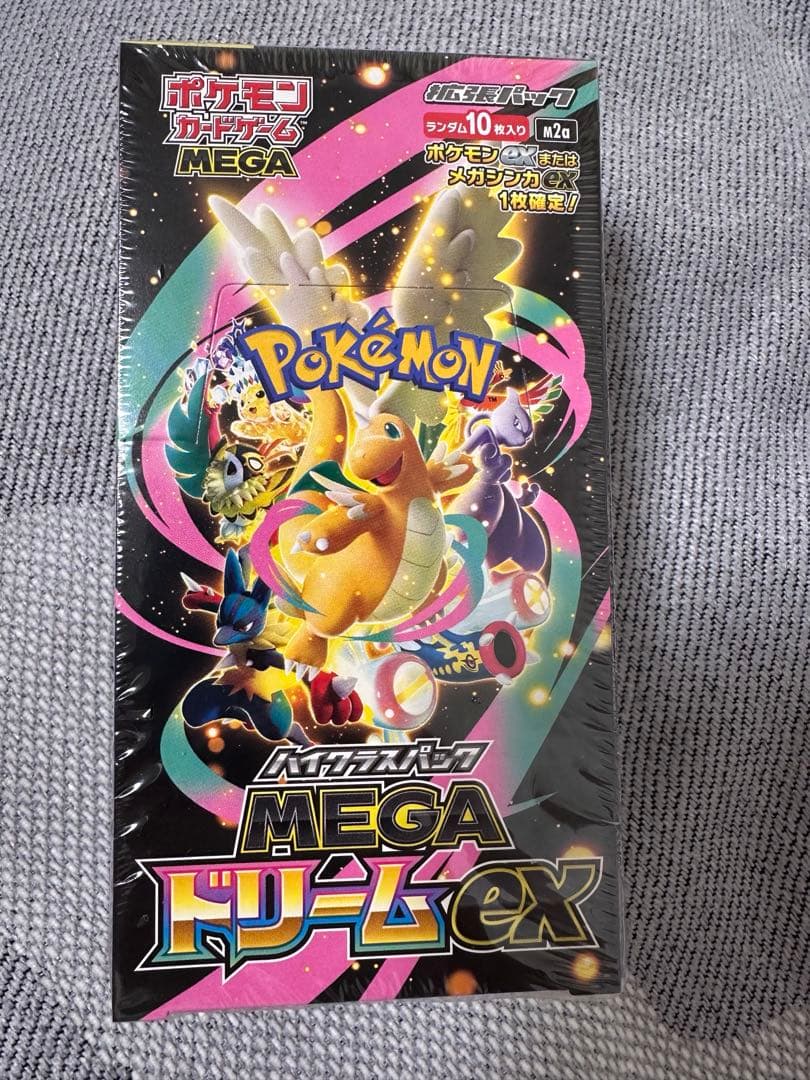 ポケモン
カードゲーム
MEGA
拡張パック
ランダム10枚入り m2a
ポケモンexまたは
メガシンカex
1枚確定!
POKéMON
TM
ハイクラスパック
MEGA
ドリームex